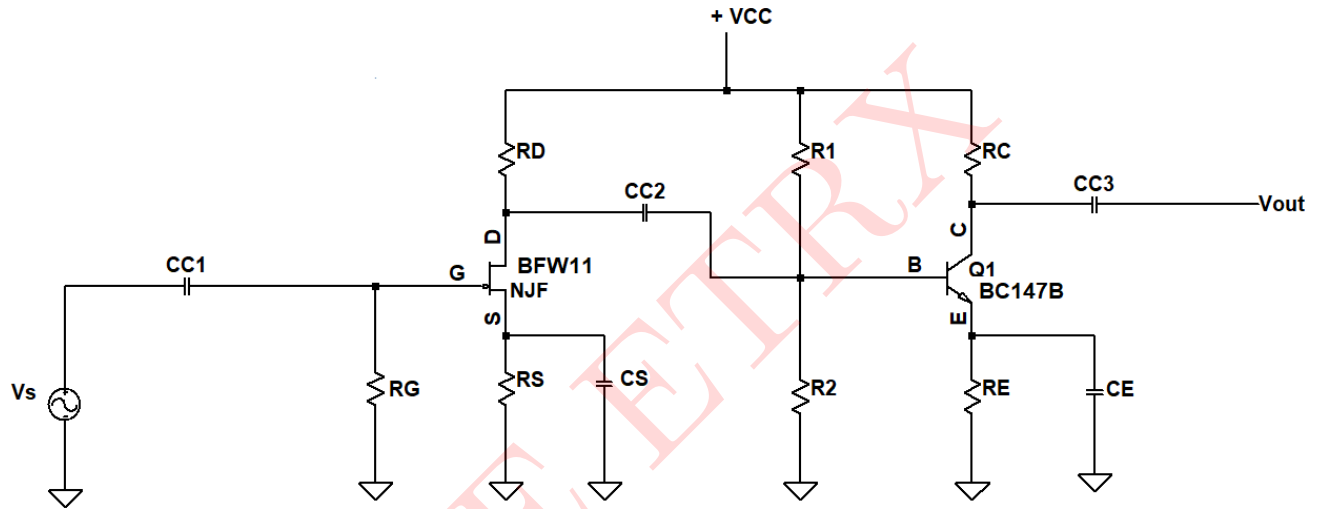 + VCC
RD
R1
RC
CC2
CC3
Vout
D
C
CC1
G
BFW11
NJF
B
Q1
BC147B
S
E
Vs
+
-
RG
RS
CS
R2
RE
CE
E ETRX